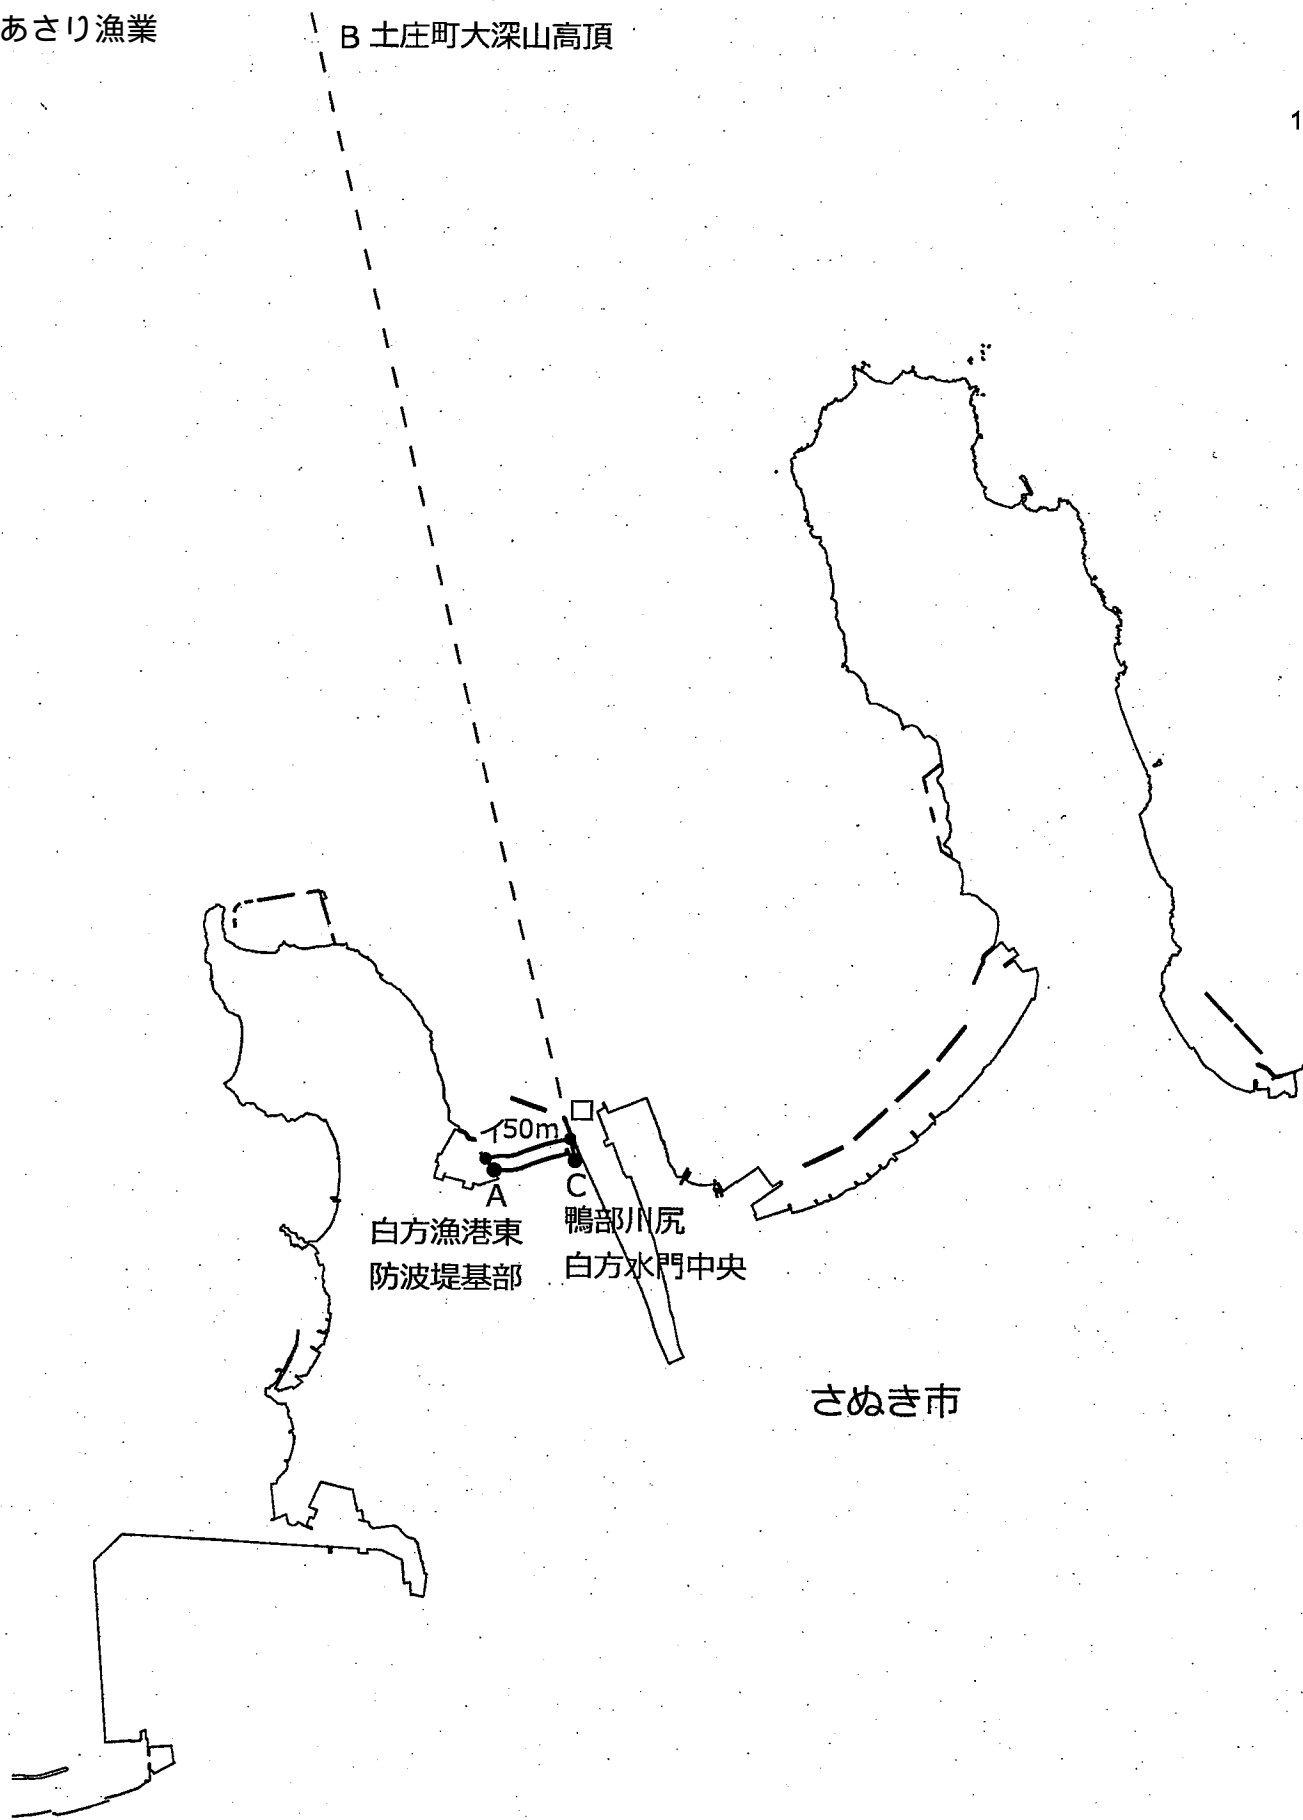 あさり漁業
B 土庄町大深山高頂
1
150m
A
C
白方漁港東
防波堤基部
鴨部川尻
白方水門中央
さぬき市